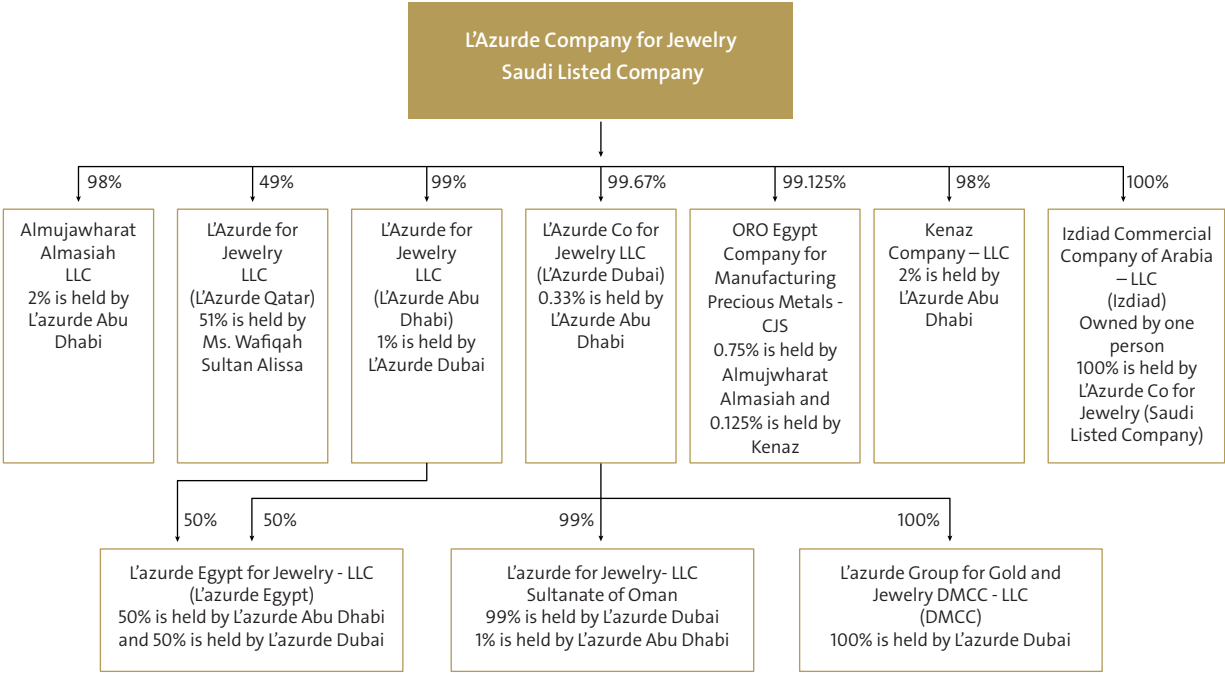 L'Azurde Company for Jewelry
Saudi Listed Company
98%
49%
99%
99.67%
99.125%
98%
100%
Almujawharat
Almasiah
LLC
2% is held by
L'azurde Abu
Dhabi
L'Azurde for
Jewelry
LLC
(L'Azurde Qatar)
51% is held by
Ms. Wafiqah
Sultan Alissa
L'Azurde for
Jewelry
LLC
(L'Azurde Abu
Dhabi)
1% is held by
L'Azurde Dubai
L'Azurde Co for
Jewelry LLC
(L'Azurde Dubai)
0.33% is held by
L'Azurde Abu
Dhabi
ORO Egypt
Company for
Manufacturing
Precious Metals -
CJS
0.75% is held by
Almujwharat
Almasiah and
0.125% is held by
Kenaz
Kenaz
Company – LLC
2% is held by
L'Azurde Abu
Dhabi
Izdiad Commercial
Company of Arabia
– LLC
(Izdiad)
Owned by one
person
100% is held by
L'Azurde Co for
Jewelry (Saudi
Listed Company)
50%
50%
99%
100%
L'azurde Egypt for Jewelry - LLC
(L'azurde Egypt)
50% is held by L'azurde Abu Dhabi
and 50% is held by L'azurde Dubai
L'azurde for Jewelry- LLC
Sultanate of Oman
99% is held by L'azurde Dubai
1% is held by L'azurde Abu Dhabi
L'azurde Group for Gold and
Jewelry DMCC - LLC
(DMCC)
100% is held by L'azurde Dubai